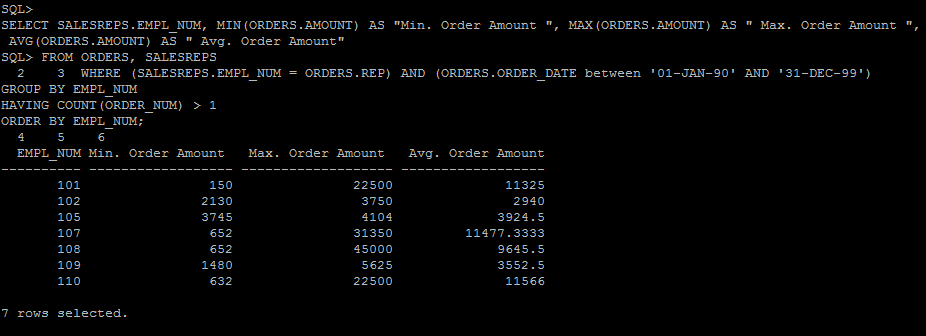 SQL>
SELECT SALESREPS.EMPL_NUM, MIN(ORDERS.AMOUNT) AS "Min. Order Amount ", MAX(ORDERS.AMOUNT) AS " Max. Order Amount ",
 AVG(ORDERS.AMOUNT) AS " Avg. Order Amount"
SQL> FROM ORDERS, SALESREPS
  2    3  WHERE (SALESREPS.EMPL_NUM = ORDERS.REP) AND (ORDERS.ORDER_DATE between '01-JAN-90' AND '31-DEC-99')
GROUP BY EMPL_NUM
HAVING COUNT(ORDER_NUM) > 1
ORDER BY EMPL_NUM;
  4    5    6
  EMPL_NUM Min. Order Amount   Max. Order Amount   Avg. Order Amount
---------- ------------------ ------------------- ------------------
       101                150               22500              11325
       102               2130                3750               2940
       105               3745                4104             3924.5
       107                652               31350         11477.3333
       108                652               45000             9645.5
       109               1480                5625             3552.5
       110                632               22500              11566
7 rows selected.